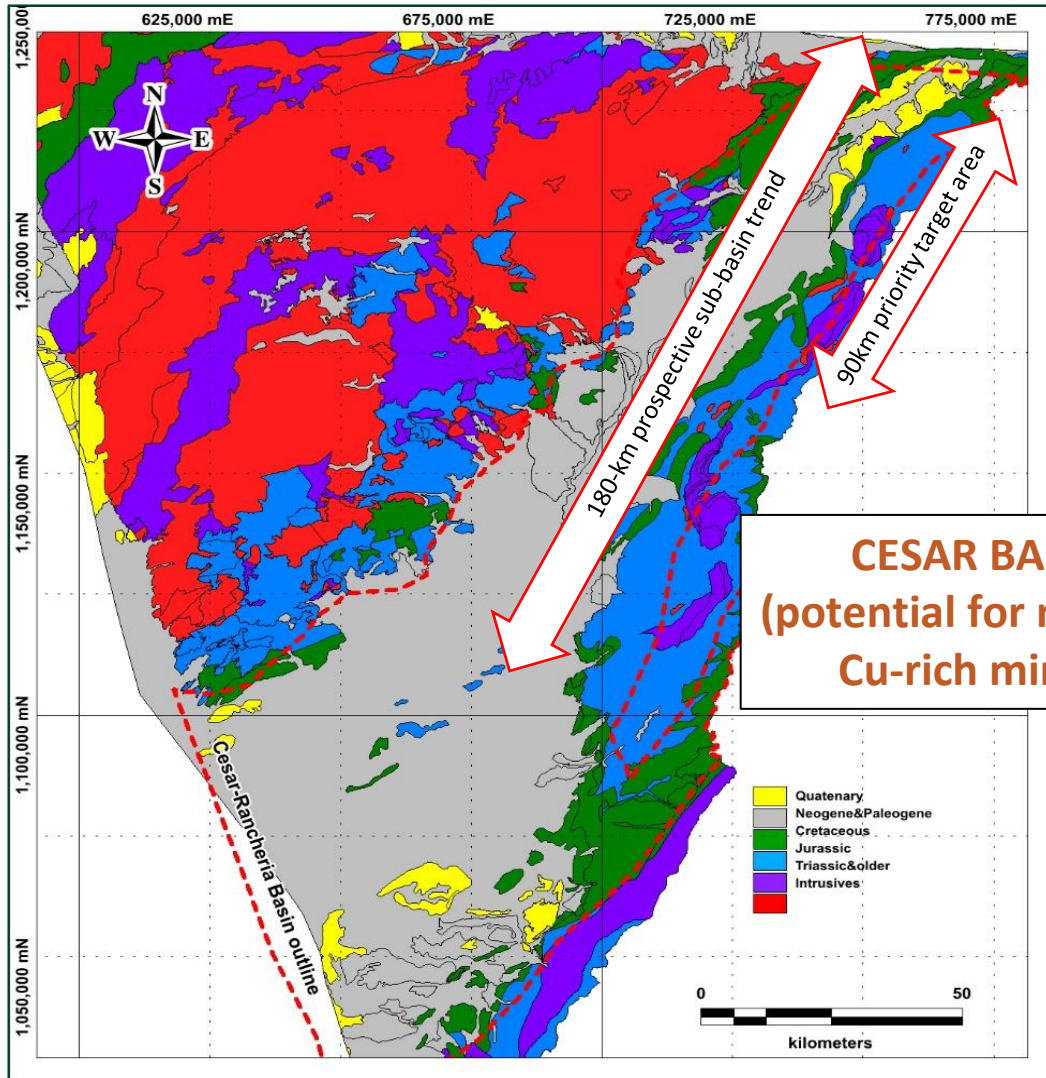 625,000 mE 675,000 mE 725,000 mE 775,000 mE
1,250,000
N
W E
S
1,200,000 mN
1,150,000 mN
1,100,000 mN
1,050,000 mN
180-km prospective sub-basin trend
90km priority target area
CESAR BA
(potential for
Cu-rich min
Cesar-Rancheria Basin outline
Quatenary
Neogene&Paleogene
Cretaceous
Jurassic
Triassic&older
Intrusives
0 50
kilometers